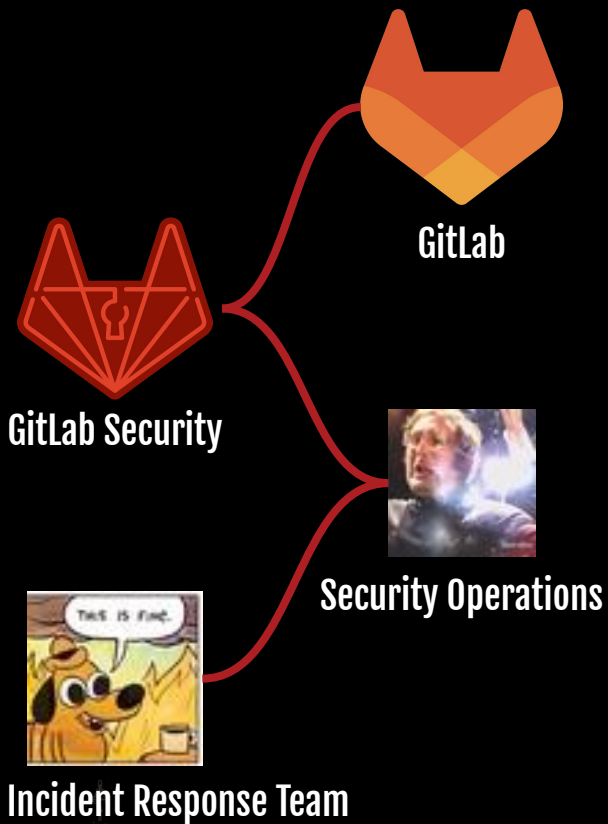 GitLab
GitLab Security
Security Operations
THIS IS FINE.
Incident Response Team